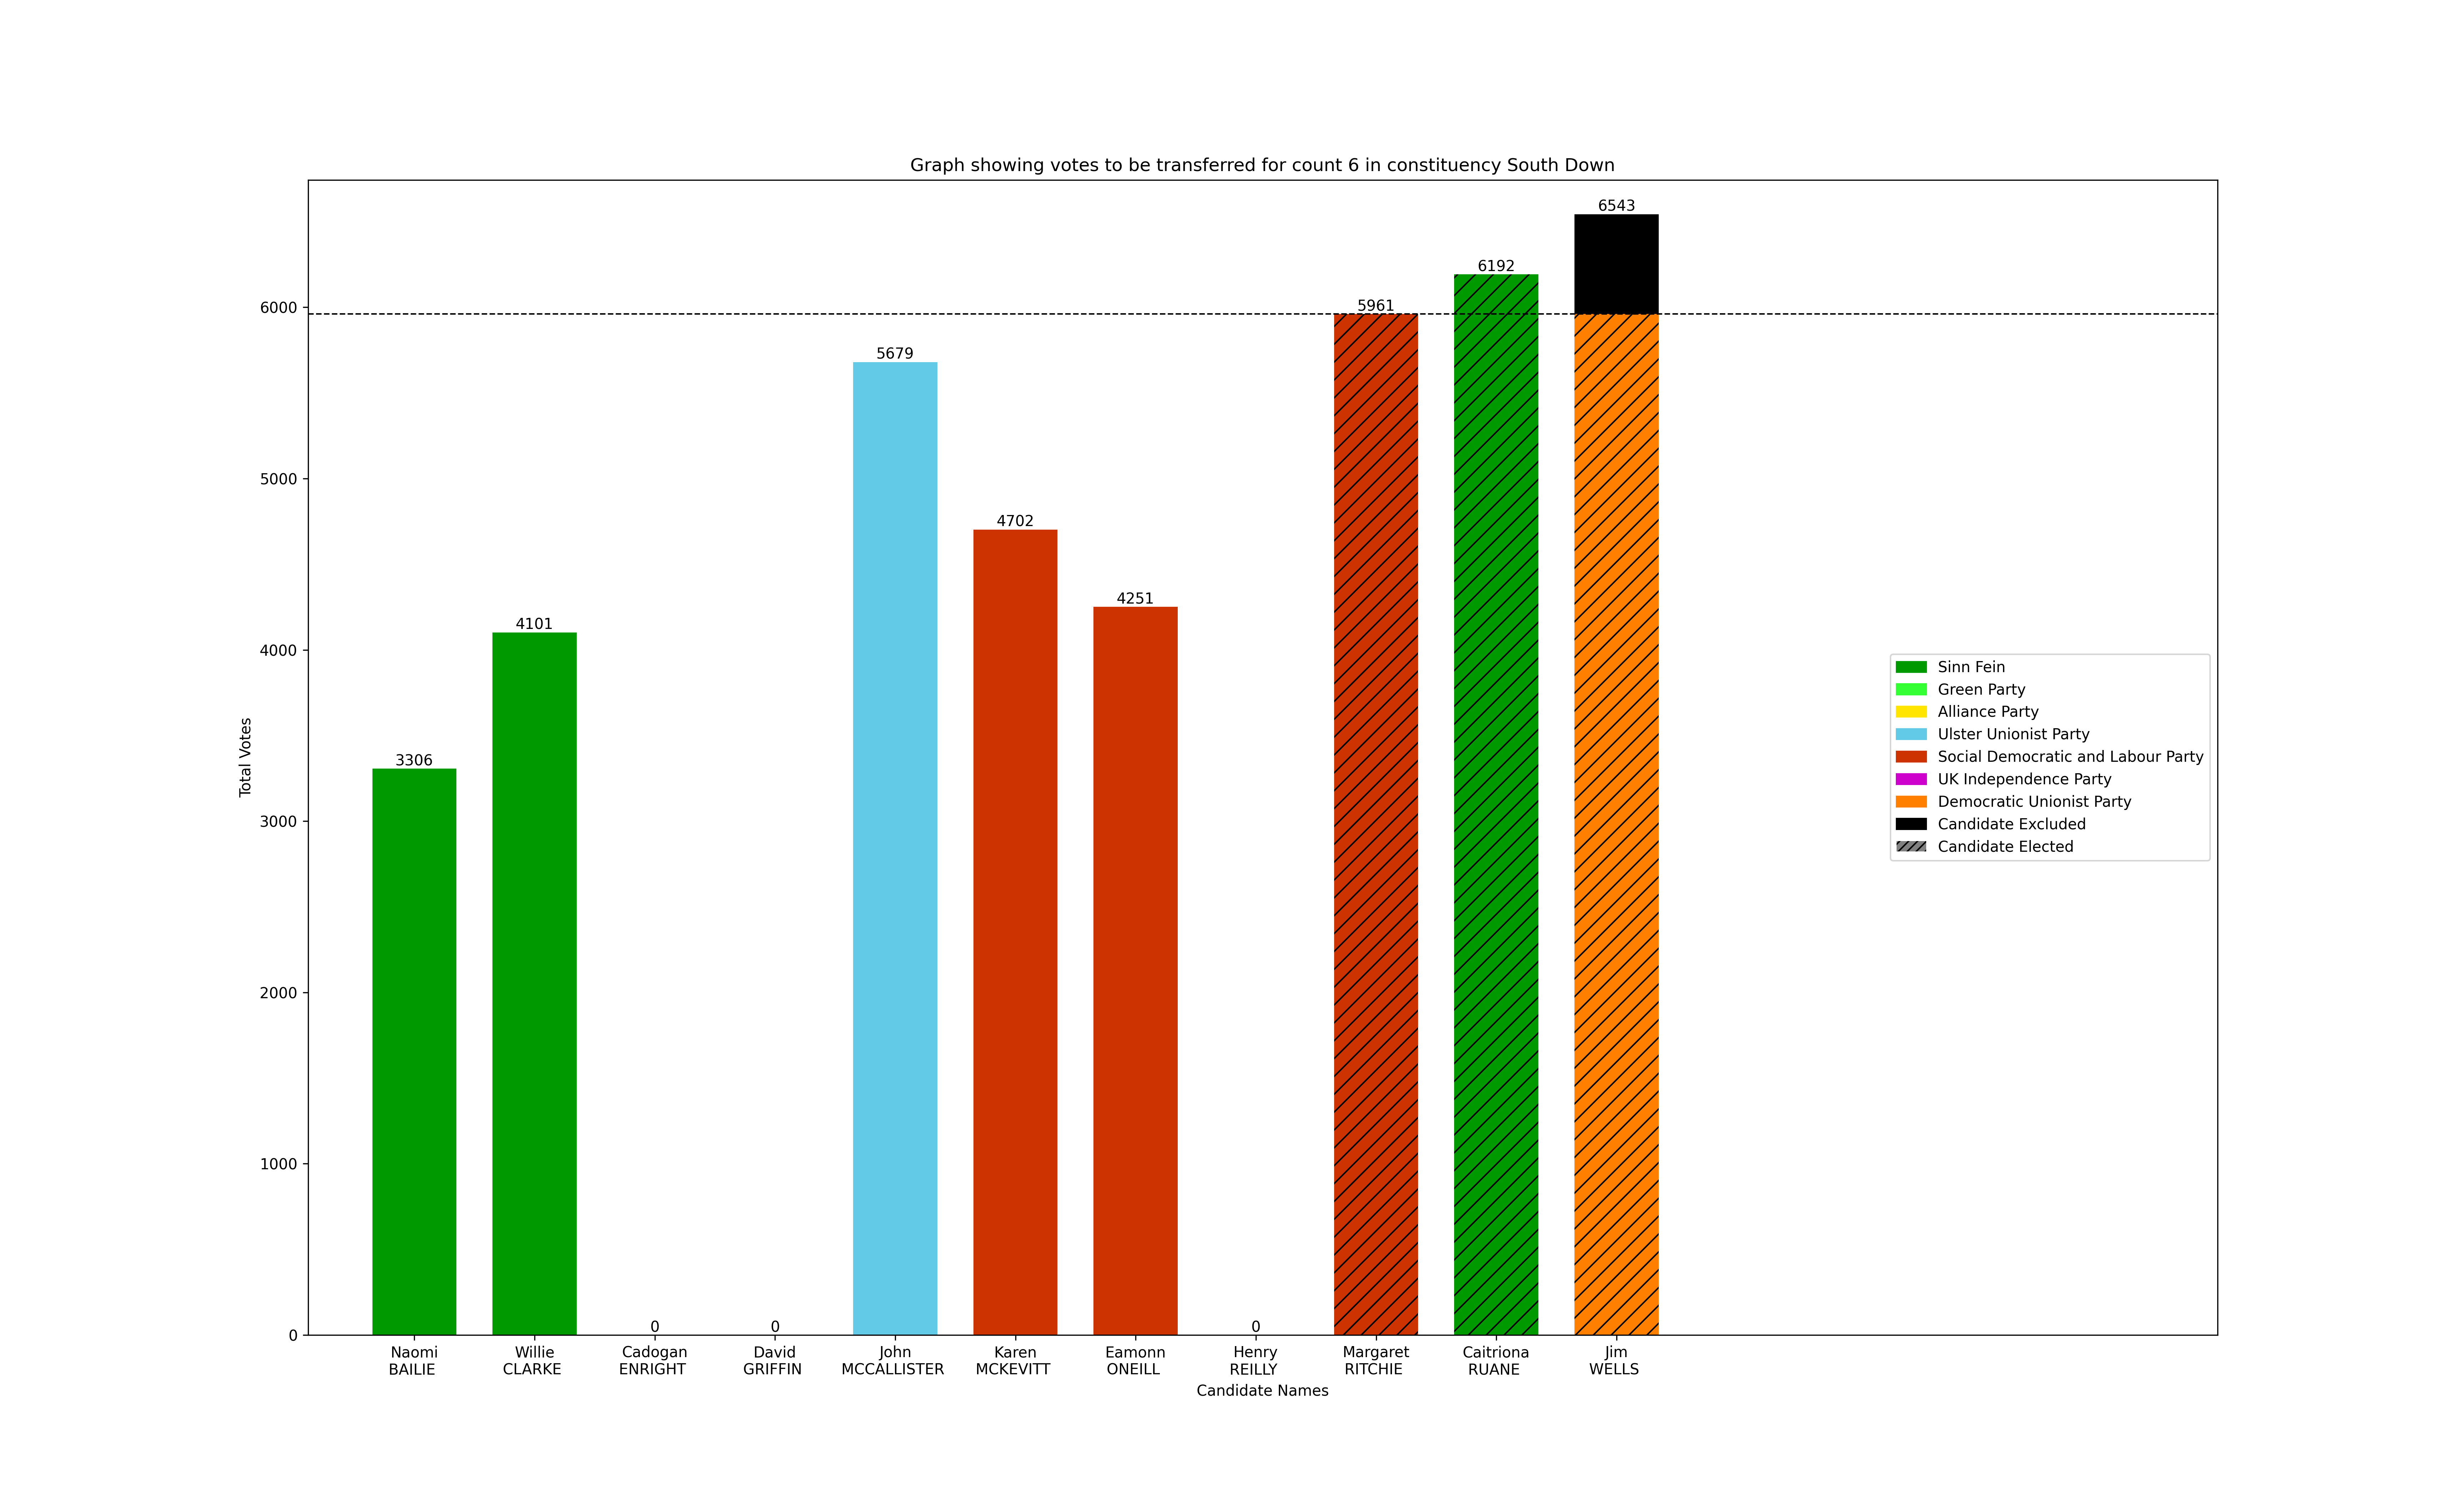 Graph showing votes to be transferred for count 6 in constituency South Down
Total Votes
6000
5000
4000
3000
2000
1000
0
3306
4101
0
0
5679
4702
4251
0
5961
6192
6543
Naomi
BAILIE
Willie
CLARKE
Cadogan
ENRIGHT
David
GRIFFIN
John
MCCALLISTER
Karen
MCKEVITT
Eamonn
ONEILL
Henry
REILLY
Margaret
RITCHIE
Caitriona
RUANE
Jim
WELLS
Candidate Names
Sinn Fein
Green Party
Alliance Party
Ulster Unionist Party
Social Democratic and Labour Party
UK Independence Party
Democratic Unionist Party
Candidate Excluded
Candidate Elected